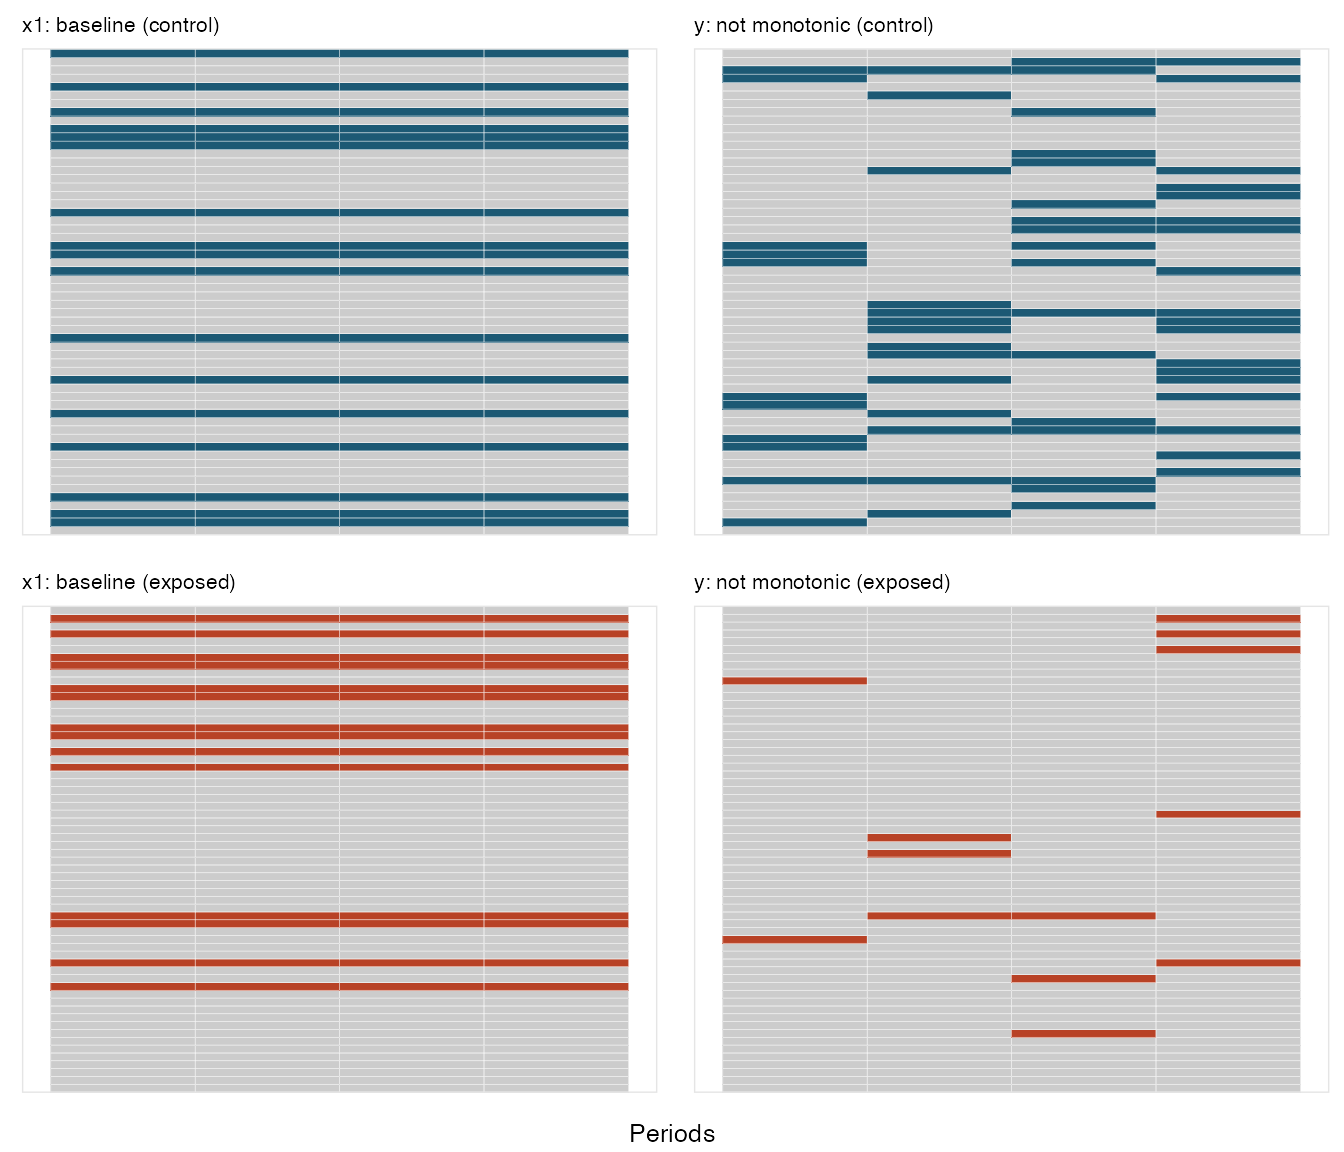 x1: baseline (control)
y: not monotonic (control)
x1: baseline (exposed)
y: not monotonic (exposed)
Periods